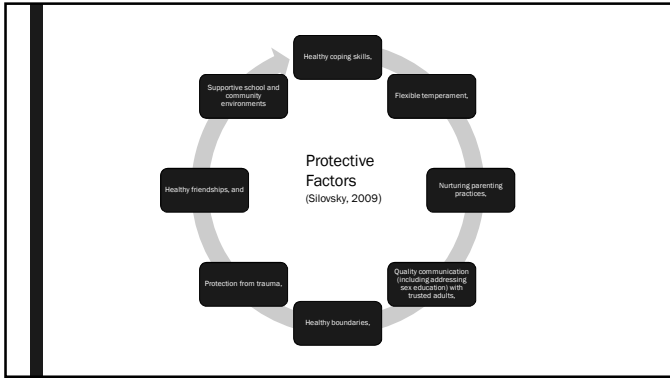 Protective
Factors
(Silovsky, 2009)
Healthy coping skills,
Flexible temperament,
Nurturing parenting
practices,
Quality communication
(including addressing
sex education) with
trusted adults,
Healthy boundaries,
Protection from trauma,
Healthy friendships, and
Supportive school and
community
environments